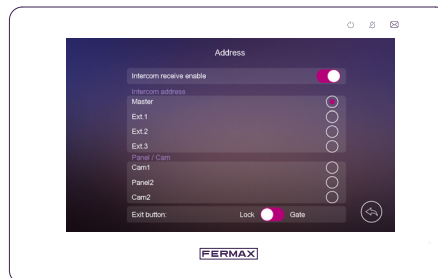 Address
Intercom receive enable
Intercom address
Master
Ext.1
Ext.2
Ext.3
Panel / Cam
Cam1
Panel2
Cam2
Exit button: Lock Gate
FERMAX